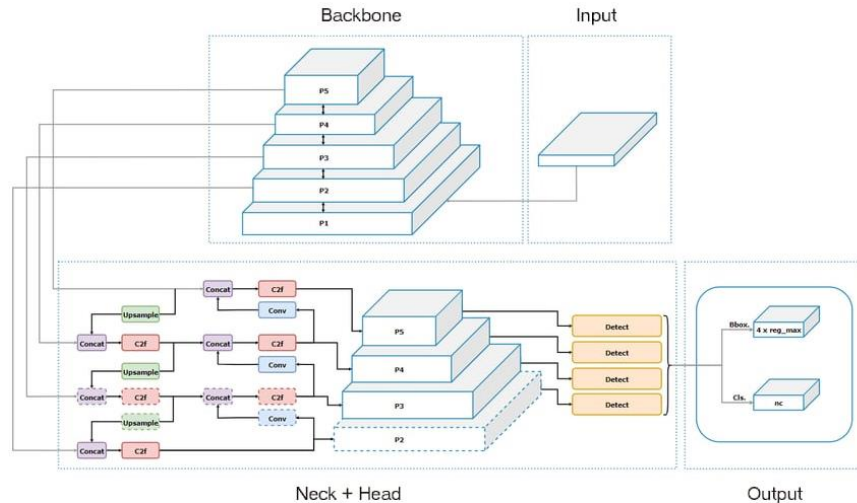 Backbone
Input
P5
P4
P3
P2
P1
Concat
C2f
Upsample
Conv
P5
Detect
Bbox.
4 x reg_max
Concat
C2f
Concat
C2f
Detect
Upsample
Conv
P4
Detect
Concat
C2f
Concat
C2f
P3
Detect
Cls.
nc
Upsample
Conv
P2
Concat
C2f
Neck + Head
Output